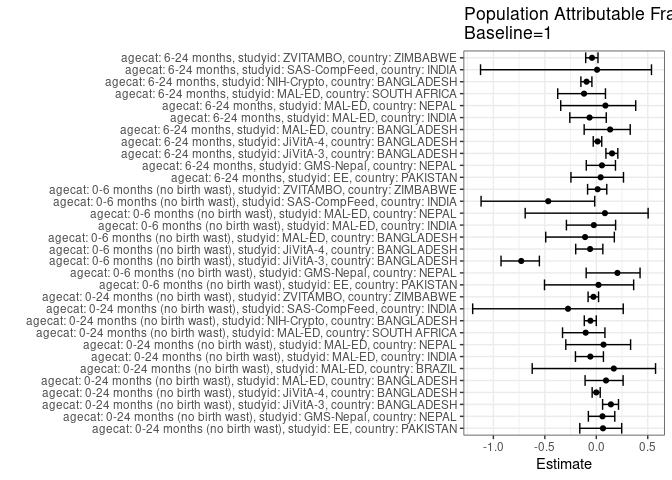 Population Attributable Fra
Baseline=1
agecat: 6-24 months, studyid: ZVITAMBO, country: ZIMBABWE
agecat: 6-24 months, studyid: SAS-CompFeed, country: INDIA
agecat: 6-24 months, studyid: NIH-Crypto, country: BANGLADESH
agecat: 6-24 months, studyid: MAL-ED, country: SOUTH AFRICA
agecat: 6-24 months, studyid: MAL-ED, country: NEPAL
agecat: 6-24 months, studyid: MAL-ED, country: INDIA
agecat: 6-24 months, studyid: MAL-ED, country: BANGLADESH
agecat: 6-24 months, studyid: JiVitA-4, country: BANGLADESH
agecat: 6-24 months, studyid: JiVitA-3, country: BANGLADESH
agecat: 6-24 months, studyid: GMS-Nepal, country: NEPAL
agecat: 6-24 months, studyid: EE, country: PAKISTAN
agecat: 0-6 months (no birth wast), studyid: ZVITAMBO, country: ZIMBABWE
agecat: 0-6 months (no birth wast), studyid: SAS-CompFeed, country: INDIA
agecat: 0-6 months (no birth wast), studyid: MAL-ED, country: NEPAL
agecat: 0-6 months (no birth wast), studyid: MAL-ED, country: INDIA
agecat: 0-6 months (no birth wast), studyid: MAL-ED, country: BANGLADESH
agecat: 0-6 months (no birth wast), studyid: JiVitA-4, country: BANGLADESH
agecat: 0-6 months (no birth wast), studyid: JiVitA-3, country: BANGLADESH
agecat: 0-6 months (no birth wast), studyid: GMS-Nepal, country: NEPAL
agecat: 0-6 months (no birth wast), studyid: EE, country: PAKISTAN
agecat: 0-24 months (no birth wast), studyid: ZVITAMBO, country: ZIMBABWE
agecat: 0-24 months (no birth wast), studyid: SAS-CompFeed, country: INDIA
agecat: 0-24 months (no birth wast), studyid: NIH-Crypto, country: BANGLADESH
agecat: 0-24 months (no birth wast), studyid: MAL-ED, country: SOUTH AFRICA
agecat: 0-24 months (no birth wast), studyid: MAL-ED, country: NEPAL
agecat: 0-24 months (no birth wast), studyid: MAL-ED, country: INDIA
agecat: 0-24 months (no birth wast), studyid: MAL-ED, country: BRAZIL
agecat: 0-24 months (no birth wast), studyid: MAL-ED, country: BANGLADESH
agecat: 0-24 months (no birth wast), studyid: JiVitA-4, country: BANGLADESH
agecat: 0-24 months (no birth wast), studyid: JiVitA-3, country: BANGLADESH
agecat: 0-24 months (no birth wast), studyid: GMS-Nepal, country: NEPAL
agecat: 0-24 months (no birth wast), studyid: EE, country: PAKISTAN
-1.0 -0.5 0.0 0.5
Estimate